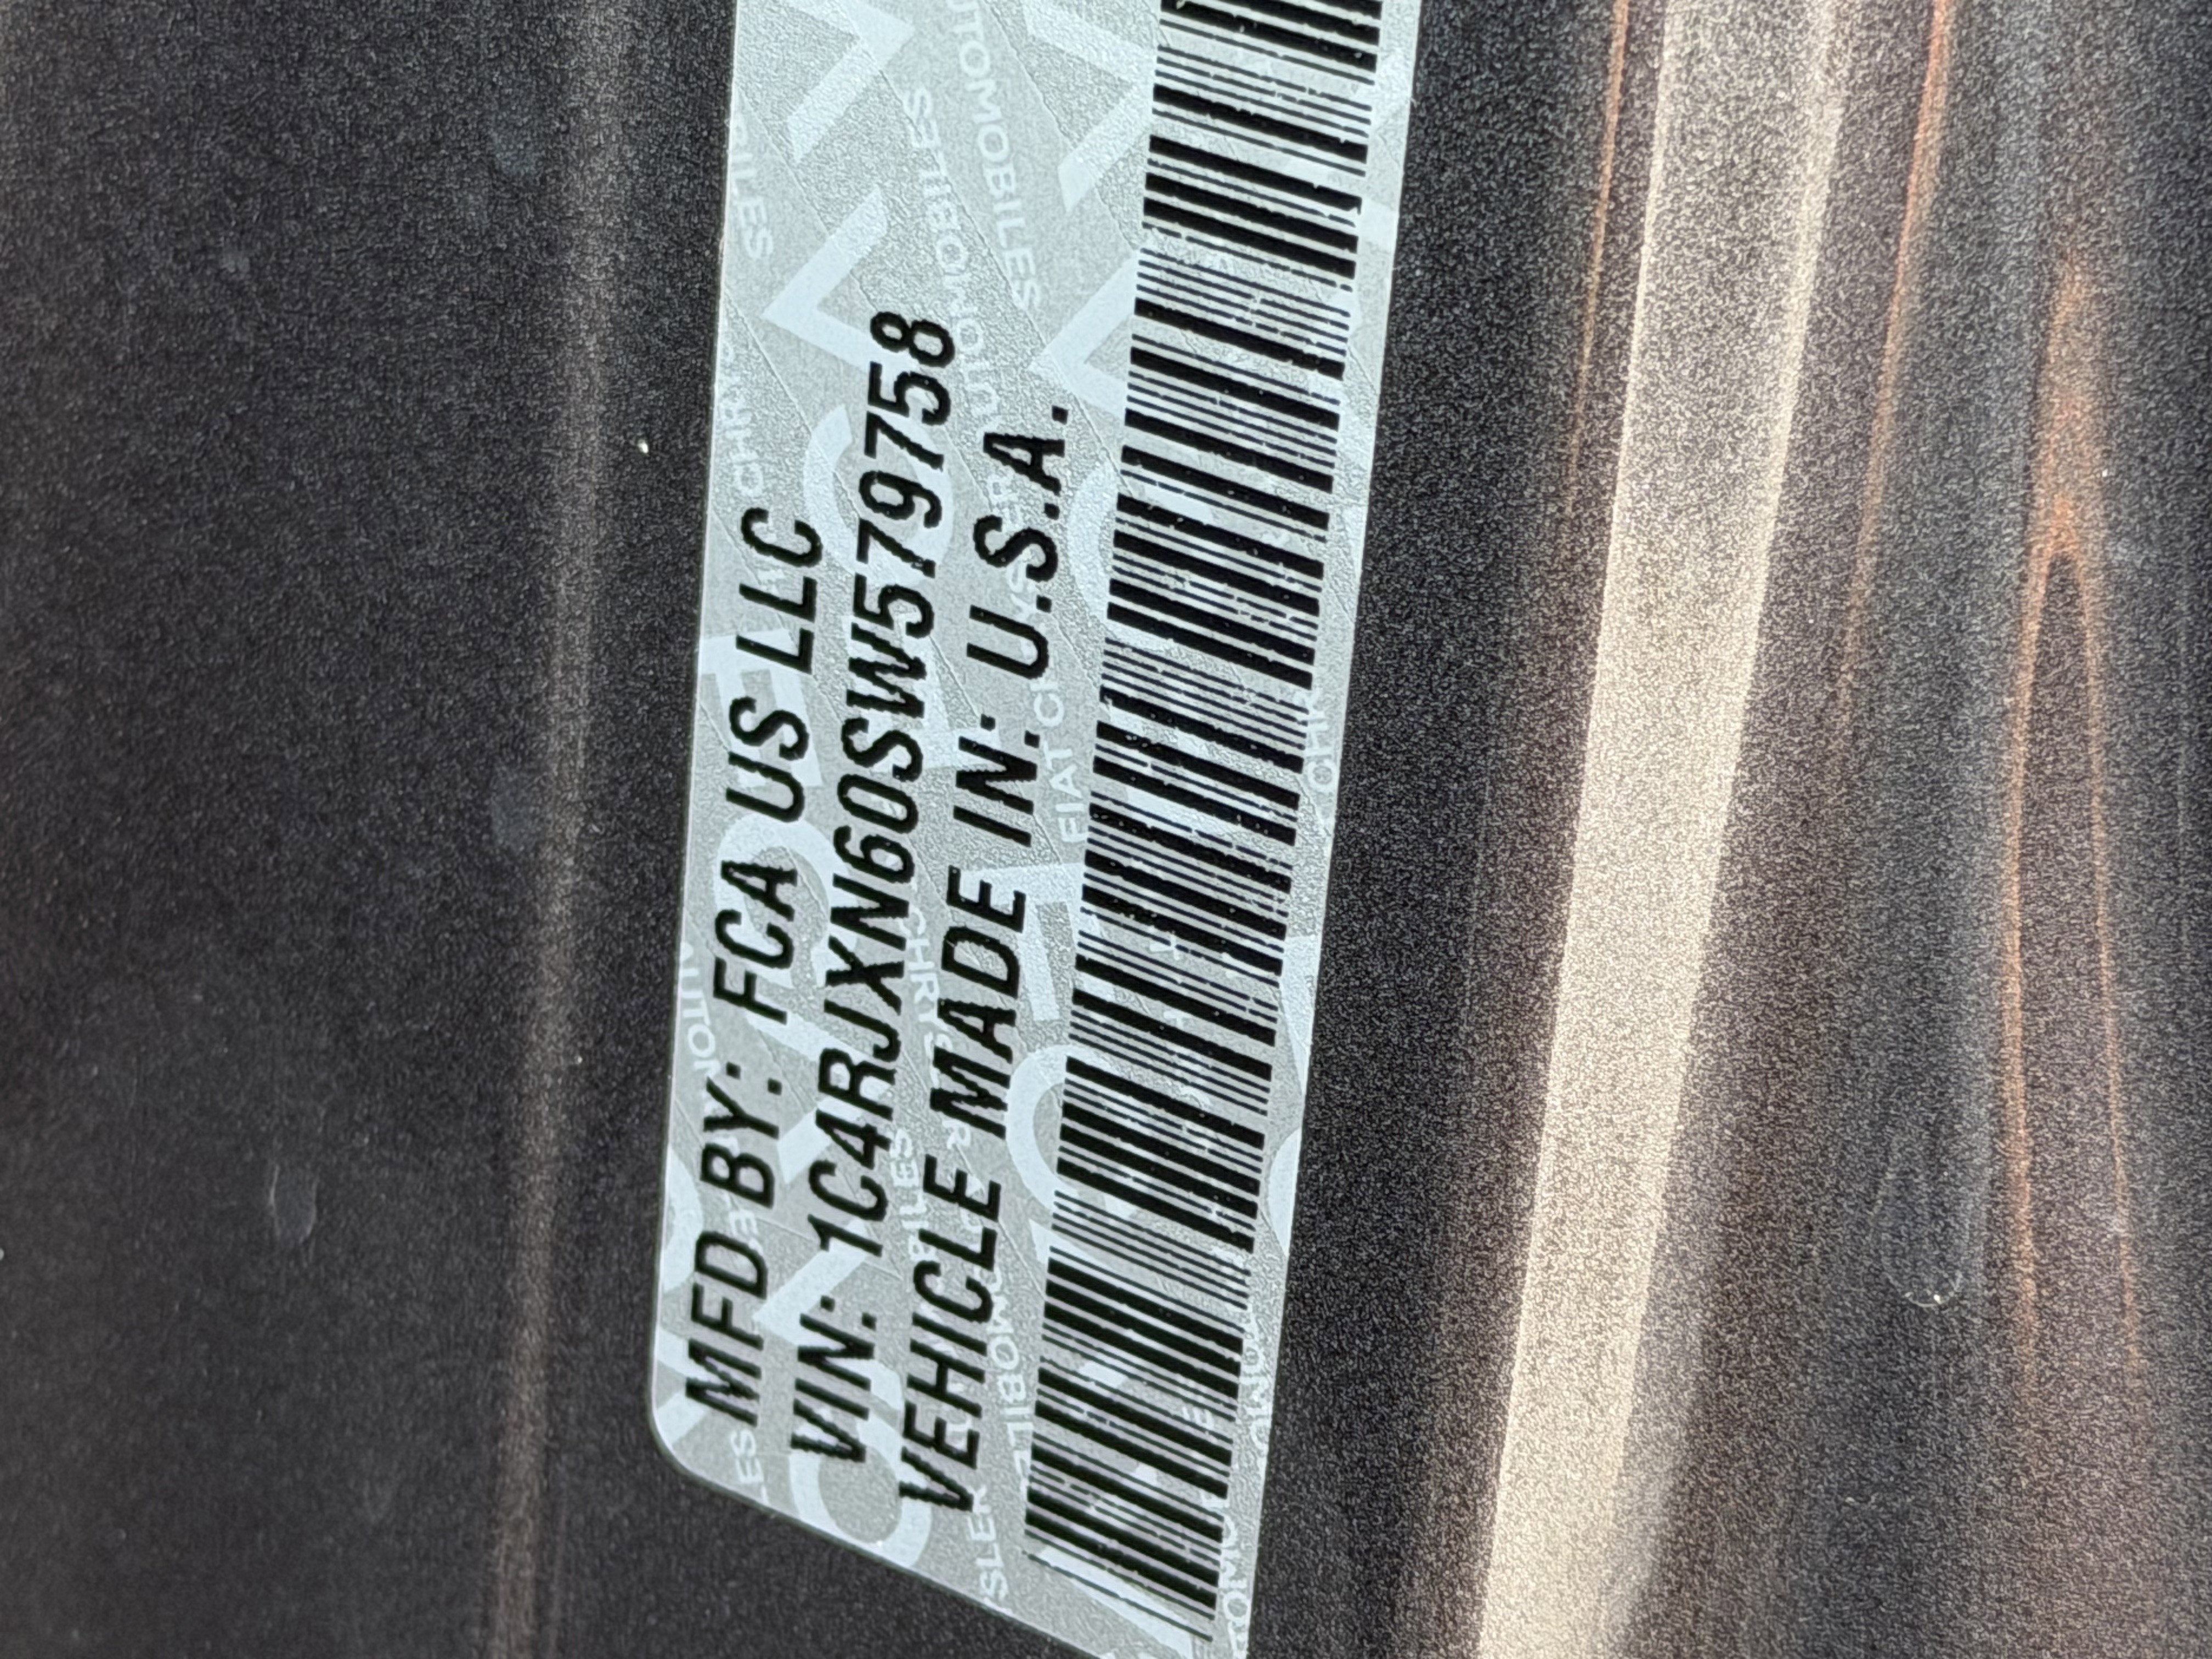 MFD BY: FCA US LLC
VIN: 1C4RJXN60SW579758
VEHICLE MADE IN: U.S.A.